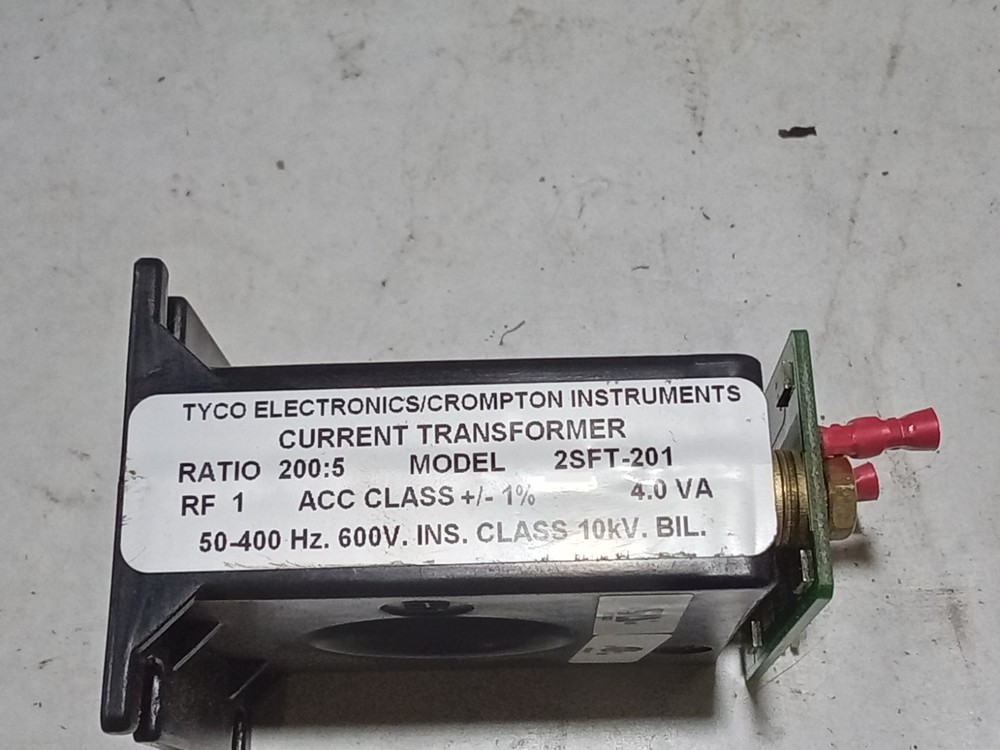 TYCO ELECTRONICS/CROMPTON INSTRUMENTS
CURRENT TRANSFORMER
RATIO 200:5 MODEL 2SFT-201
RF 1 ACC CLASS +/- 1% 4.0 VA
50-400 Hz. 600V. INS. CLASS 10kV. BIL.